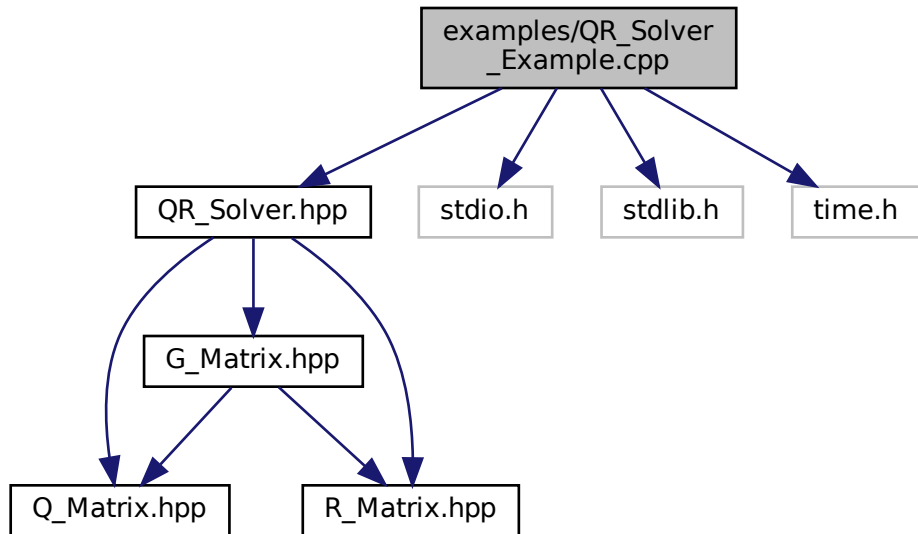 examples/QR_Solver
_Example.cpp
QR_Solver.hpp
stdio.h
stdlib.h
time.h
G_Matrix.hpp
Q_Matrix.hpp
R_Matrix.hpp